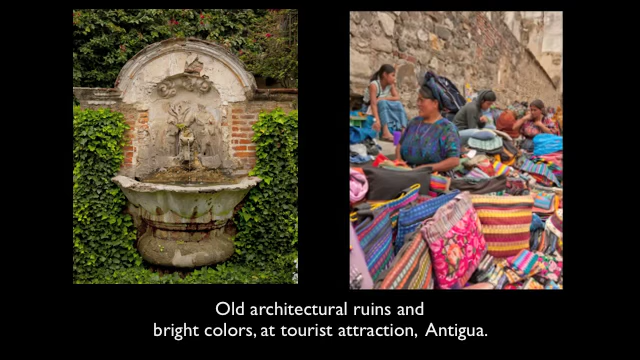 Old architectural ruins and
bright colors, at tourist attraction, Antigua.